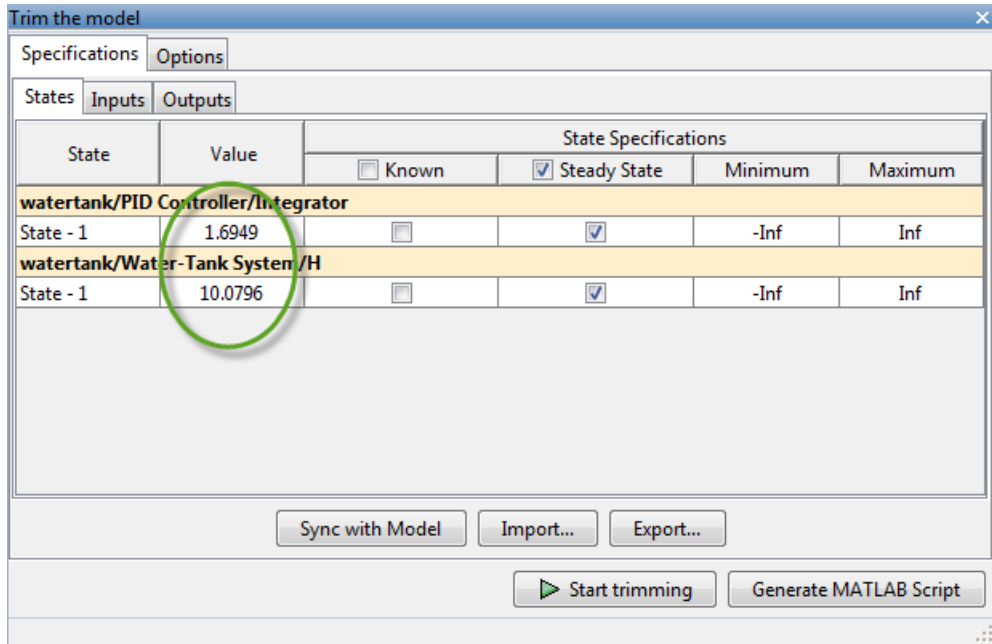 Trim the model
Specifications Options
States Inputs Outputs
State Value State Specifications
Known Steady State Minimum Maximum
watertank/PID Controller/Integrator
State - 1 1.6949 -Inf Inf
watertank/Water-Tank System/H
State - 1 10.0796 -Inf Inf
Sync with Model Import... Export...
Start trimming Generate MATLAB Script